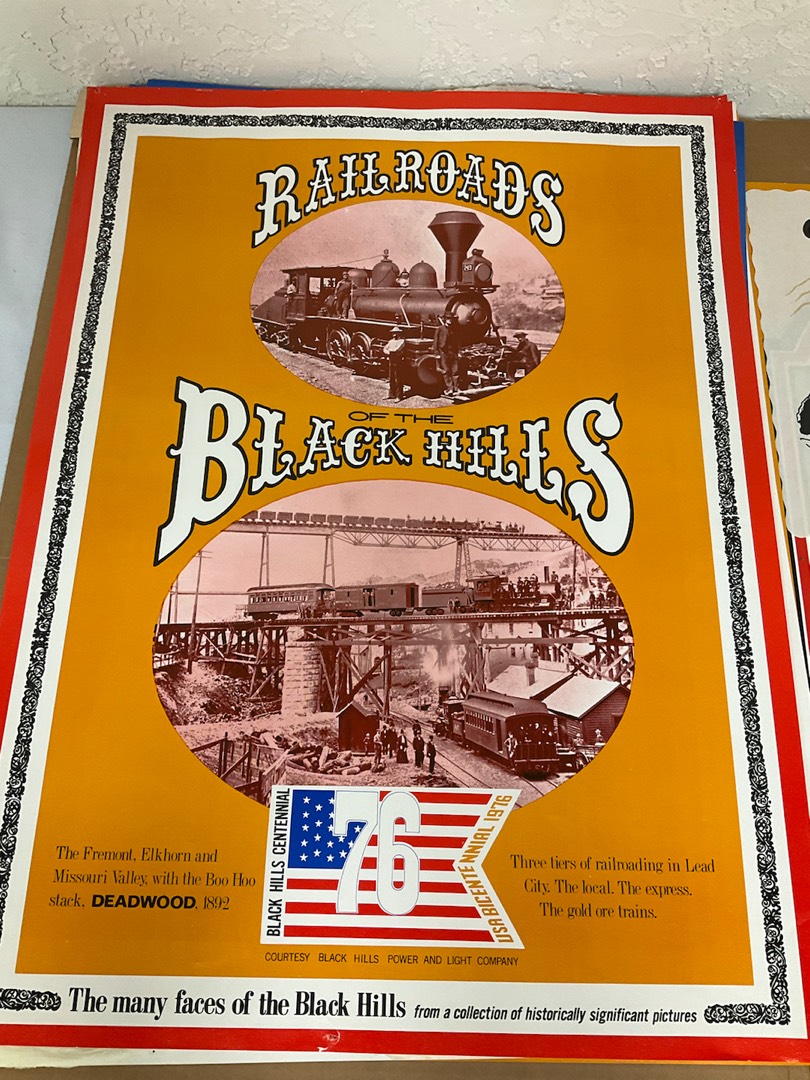 RAILROADS
OF THE
BLACK HILLS
BLACK HILLS CENTENNIAL
76
USA BICENTENNIAL 1976
The Fremont, Elkhorn and
Missouri Valley, with the Boo Hoo
stack, DEADWOOD, 1892
Three tiers of railroading in Lead
City. The local. The express.
The gold ore trains.
COURTESY BLACK HILLS POWER AND LIGHT COMPANY
The many faces of the Black Hills from a collection of historically significant pictures